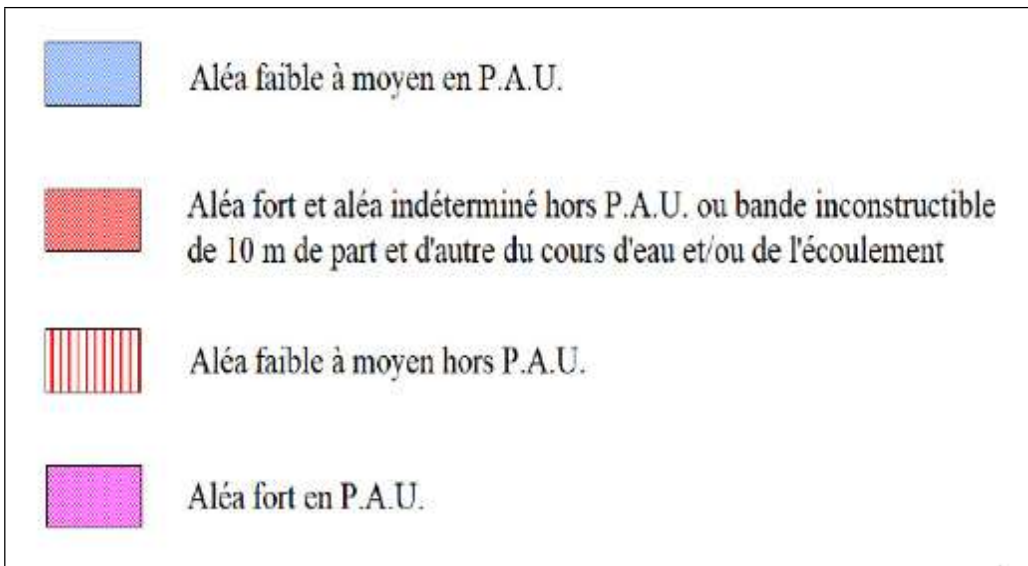 Aléa faible à moyen en P.A.U.
Aléa fort et aléa indéterminé hors P.A.U. ou bande inconstructible
de 10 m de part et d'autre du cours d'eau et/ou de l'écoulement
Aléa faible à moyen hors P.A.U.
Aléa fort en P.A.U.